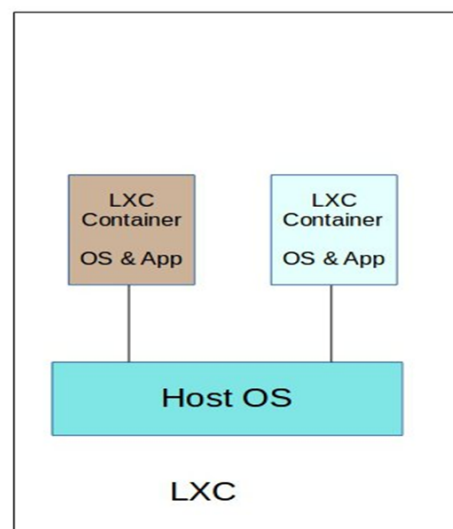 LXC
Container
OS & App
LXC
Container
OS & App
Host OS
LXC